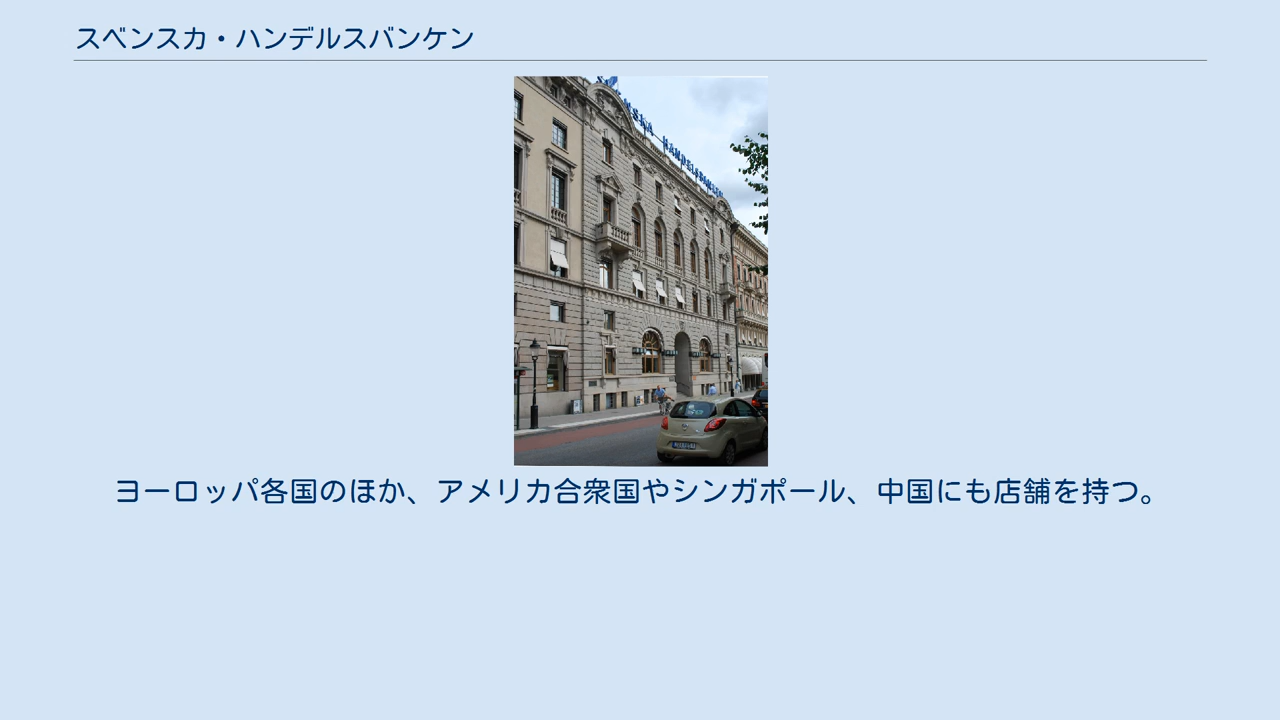 スベンスカ・ハンデルスバンケン
HANDELSBANKEN
ヨーロッパ各国のほか、アメリカ合衆国やシンガポール、中国にも店舗を持つ。